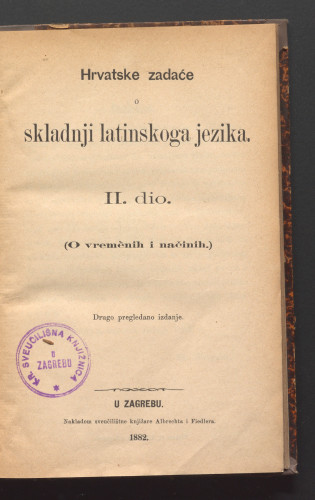 Hrvatske zadaće
o
skladnji latinskoga jezika.
II. dio.
(O vremènih i načinih.)
Drugo pregledano izdanje.
KR. SVEUČILIŠNA KNJIŽNICA
U
ZAGREBU
U ZAGREBU.
Nakladom sveučilištne knjižare Albrechta i Fiedlera.
1882.